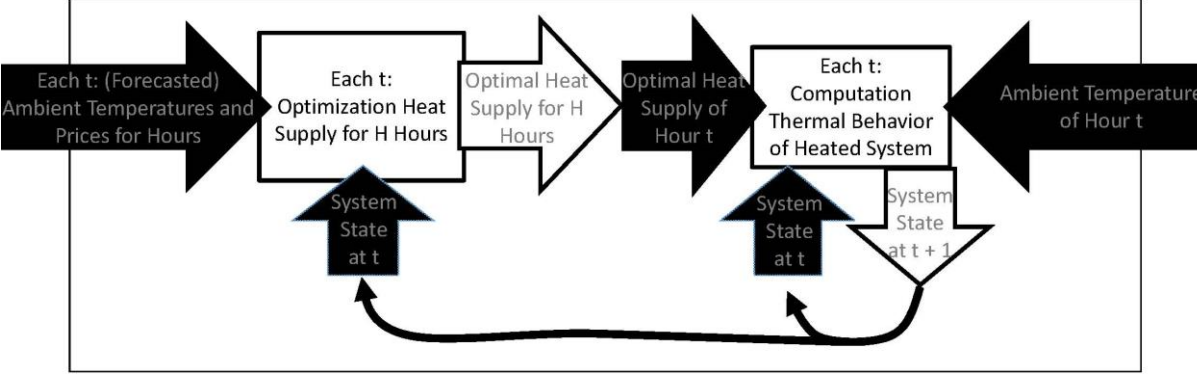 Each t: (Forecasted)
Ambient Temperatures and
Prices for Hours
Each t:
Optimization Heat
Supply for H Hours
Optimal Heat
Supply for H
Hours
Optimal Heat
Supply of
Hour t
Each t:
Computation
Thermal Behavior
of Heated System
Ambient Temperature
of Hour t
System
State
at t
System
State
at t
System
State
at t + 1